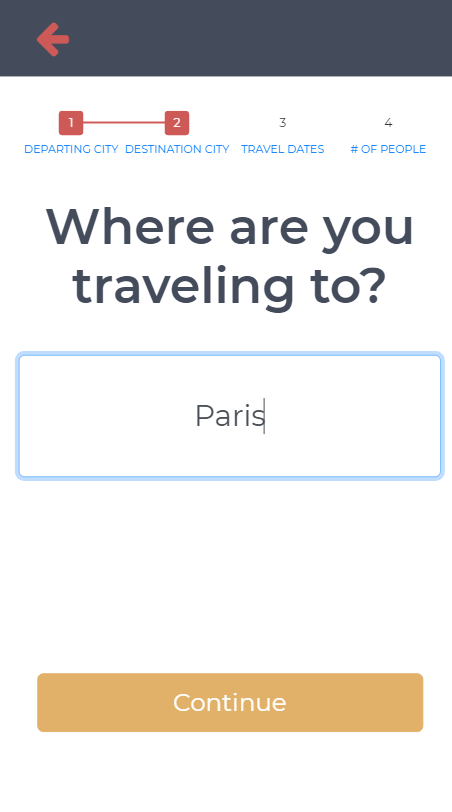 1 2 3 4
DEPARTING CITY DESTINATION CITY TRAVEL DATES # OF PEOPLE
Where are you
traveling to?
Paris
Continue